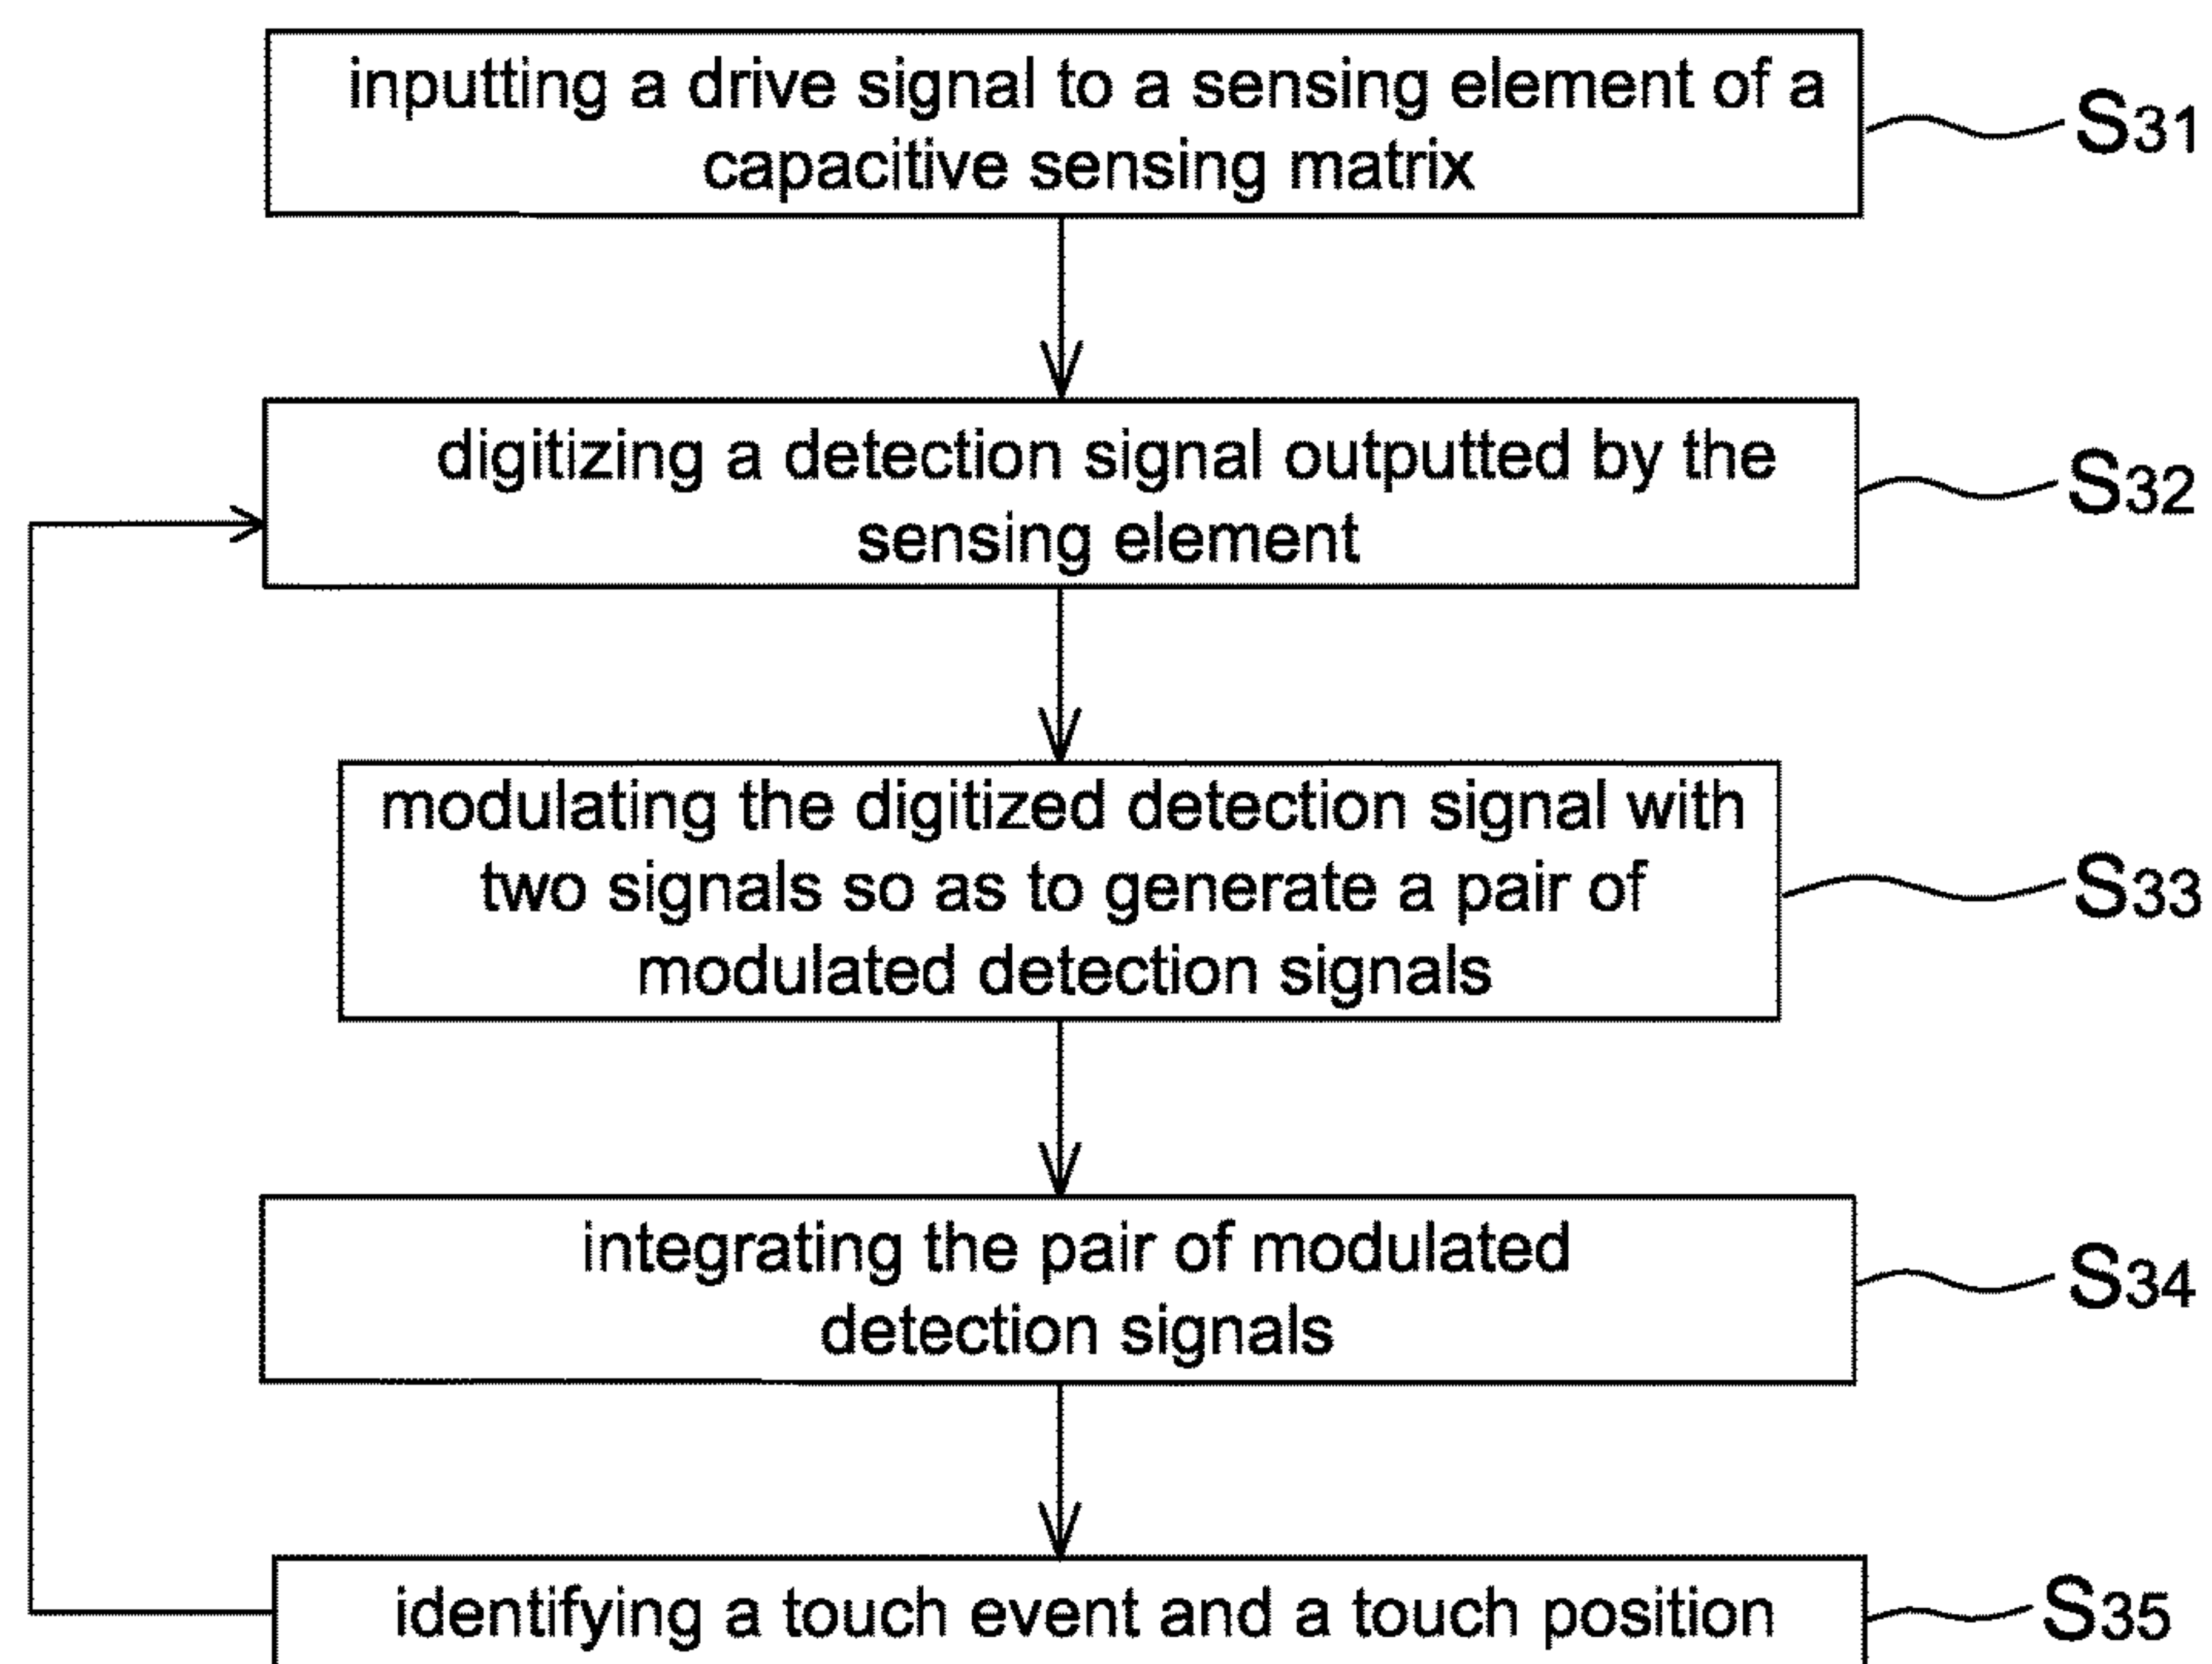 inputting a drive signal to a sensing element of a
capacitive sensing matrix
S31
digitizing a detection signal outputted by the
sensing element
S32
modulating the digitized detection signal with
two signals so as to generate a pair of
modulated detection signals
S33
integrating the pair of modulated
detection signals
S34
identifying a touch event and a touch position
S35